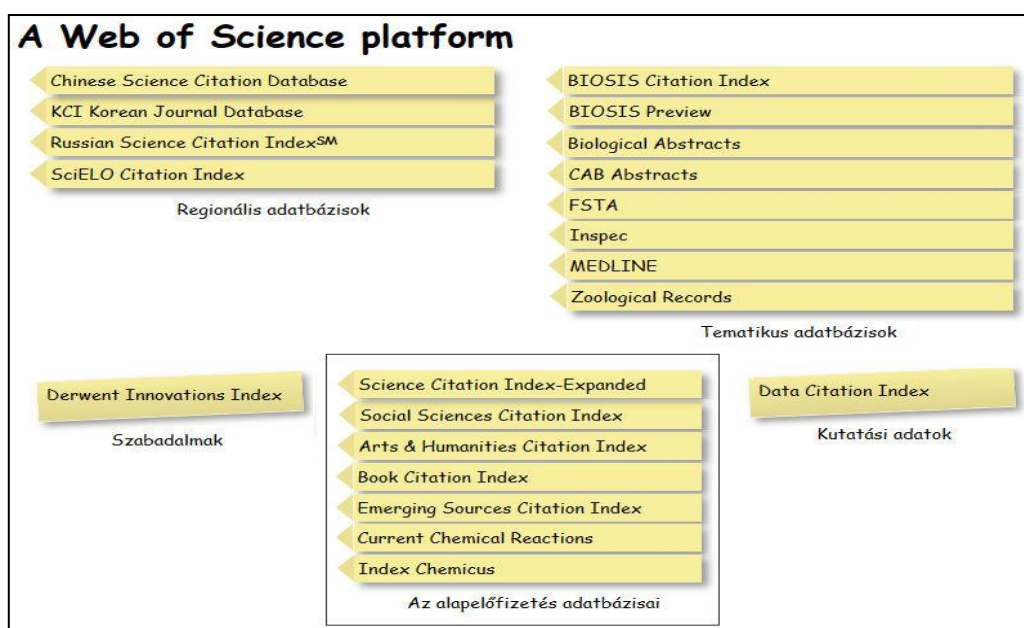 A Web of Science platform
Chinese Science Citation Database
KCI Korean Journal Database
Russian Science Citation Index℠
SciELO Citation Index
Regionális adatbázisok
BIOSIS Citation Index
BIOSIS Preview
Biological Abstracts
CAB Abstracts
FSTA
Inspec
MEDLINE
Zoological Records
Tematikus adatbázisok
Derwent Innovations Index
Szabadalmak
Science Citation Index-Expanded
Social Sciences Citation Index
Arts & Humanities Citation Index
Book Citation Index
Emerging Sources Citation Index
Current Chemical Reactions
Index Chemicus
Az alapelőfizetés adatbázisai
Data Citation Index
Kutatási adatok